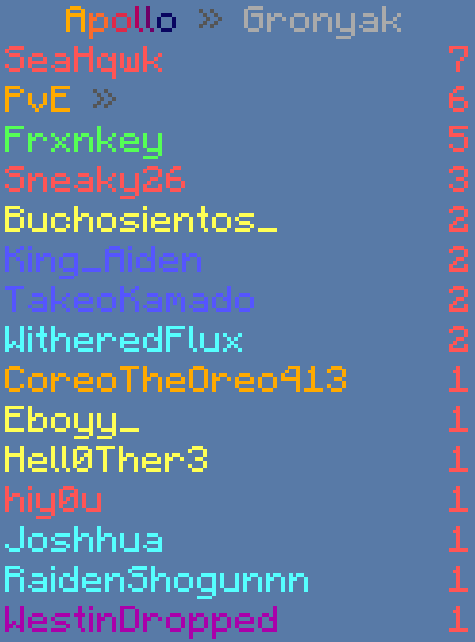 Apollo » Gronyak
SeaHqwk 7
PvE » 6
Frxnkey 5
Sneaky26 3
Buchosientos_ 2
King_Aiden 2
TakeoKamado 2
WitheredFlux 2
CoreoTheOreo413 1
Eboyy_ 1
Hell0Ther3 1
hiy0u 1
Joshhua 1
RaidenShogunnn 1
WestinDropped 1